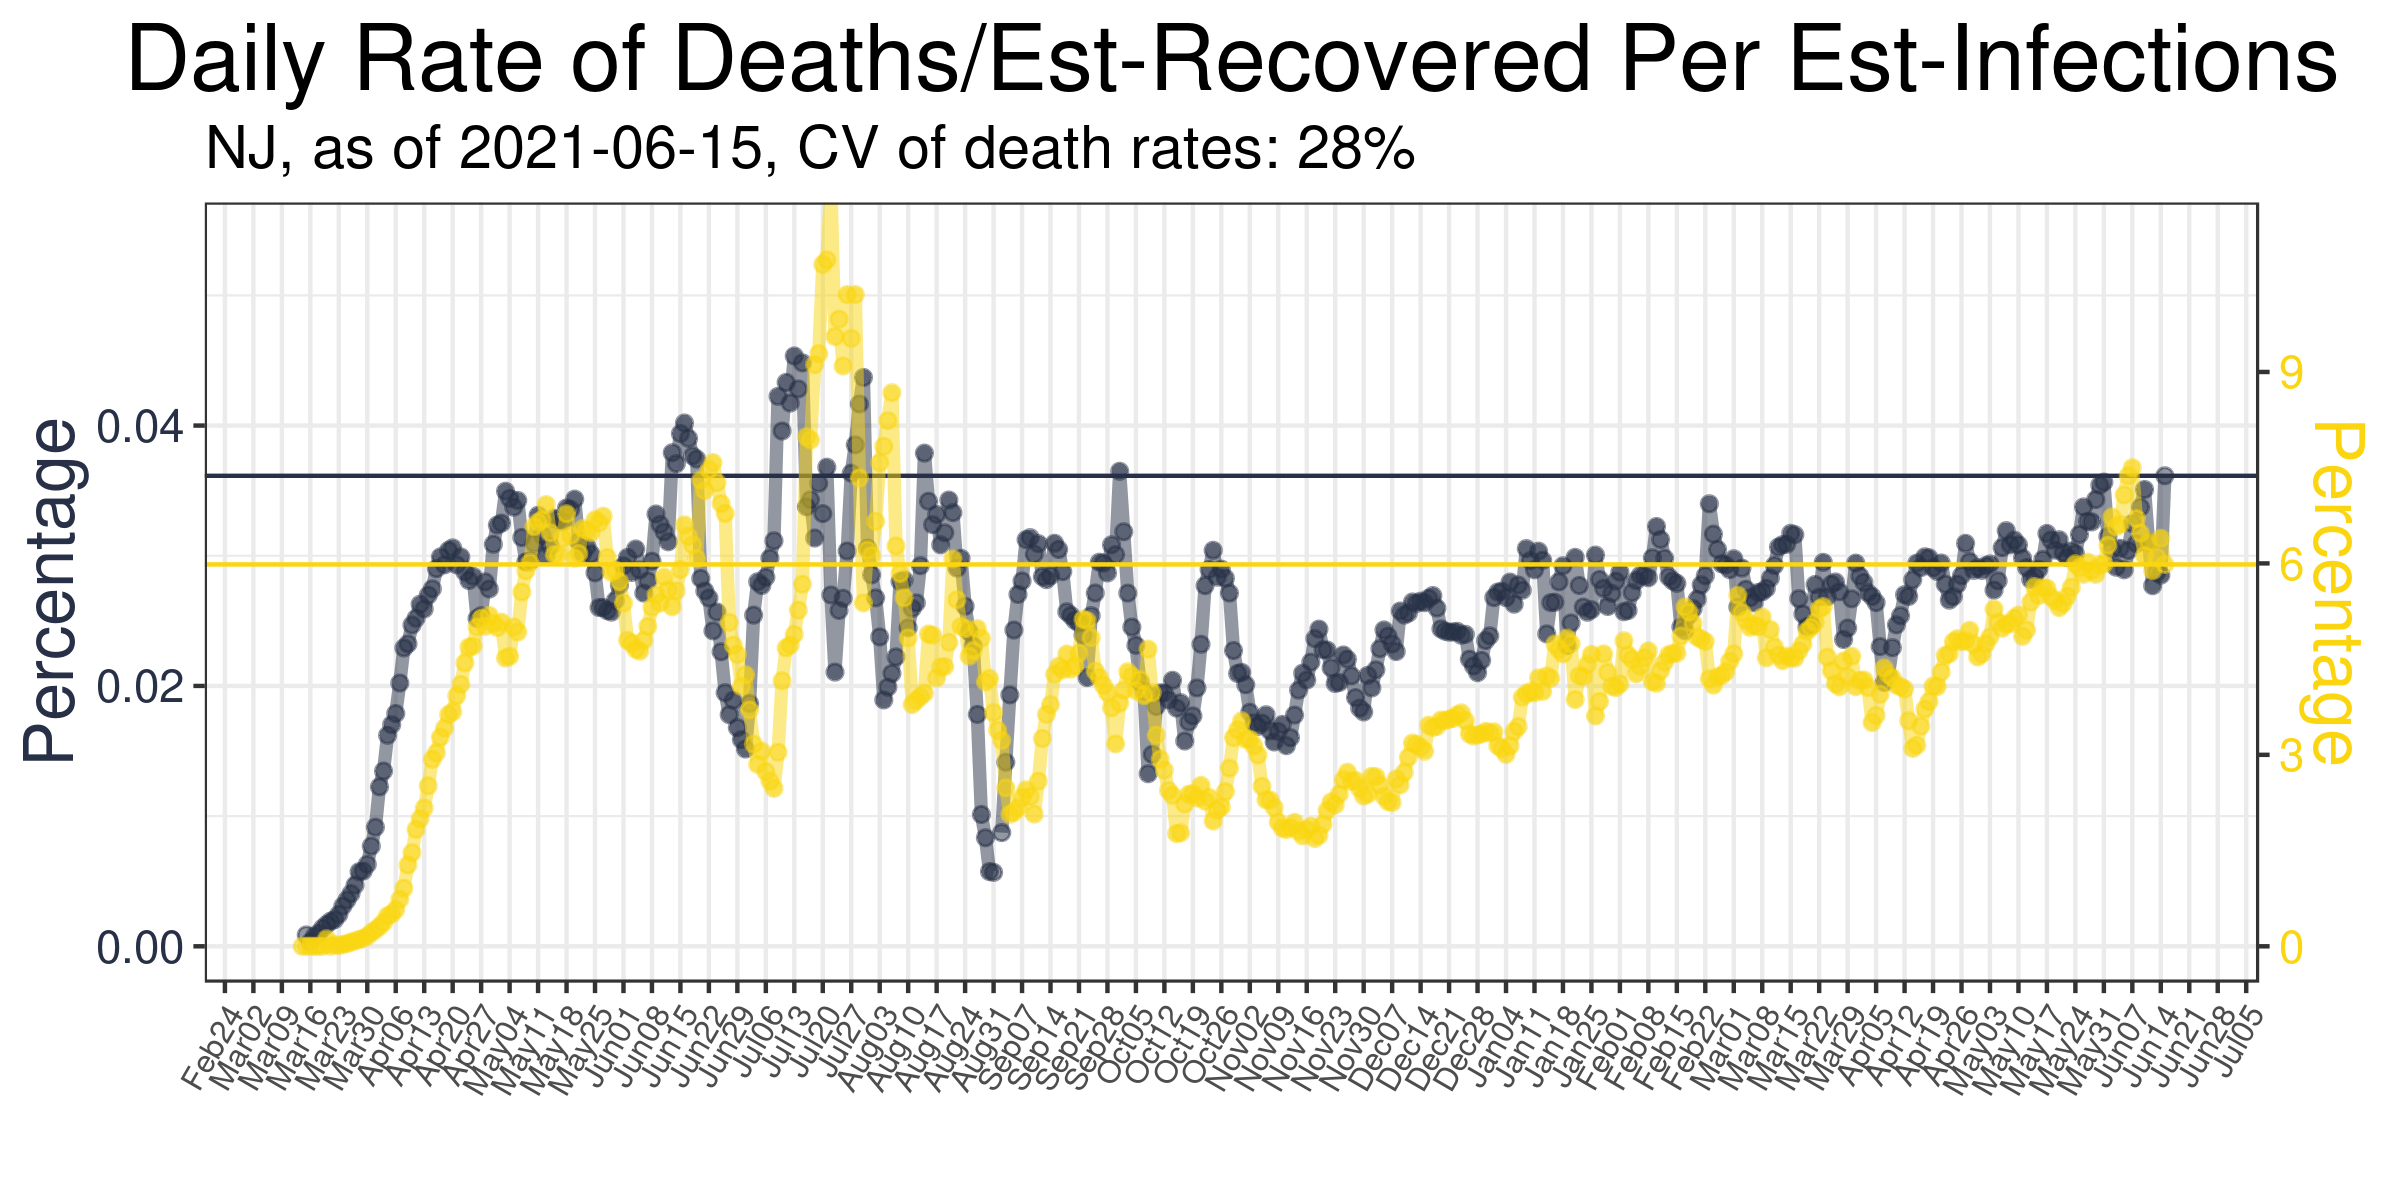 Daily Rate of Deaths/Est-Recovered Per Est-Infections
NJ, as of 2021-06-15, CV of death rates: 28%
Percentage
0.04
0.02
0.00
9
6
3
0
Percentage
Feb24
Mar02
Mar09
Mar16
Mar23
Mar30
Apr06
Apr13
Apr20
Apr27
May04
May11
May18
May25
Jun01
Jun08
Jun15
Jun22
Jun29
Jul06
Jul13
Jul20
Jul27
Aug03
Aug10
Aug17
Aug24
Aug31
Sep07
Sep14
Sep21
Sep28
Oct05
Oct12
Oct19
Oct26
Nov02
Nov09
Nov16
Nov23
Nov30
Dec07
Dec14
Dec21
Dec28
Jan04
Jan11
Jan18
Jan25
Feb01
Feb08
Feb15
Feb22
Mar01
Mar08
Mar15
Mar22
Mar29
Apr05
Apr12
Apr19
Apr26
May03
May10
May17
May24
May31
Jun07
Jun14
Jun21
Jun28
Jul05